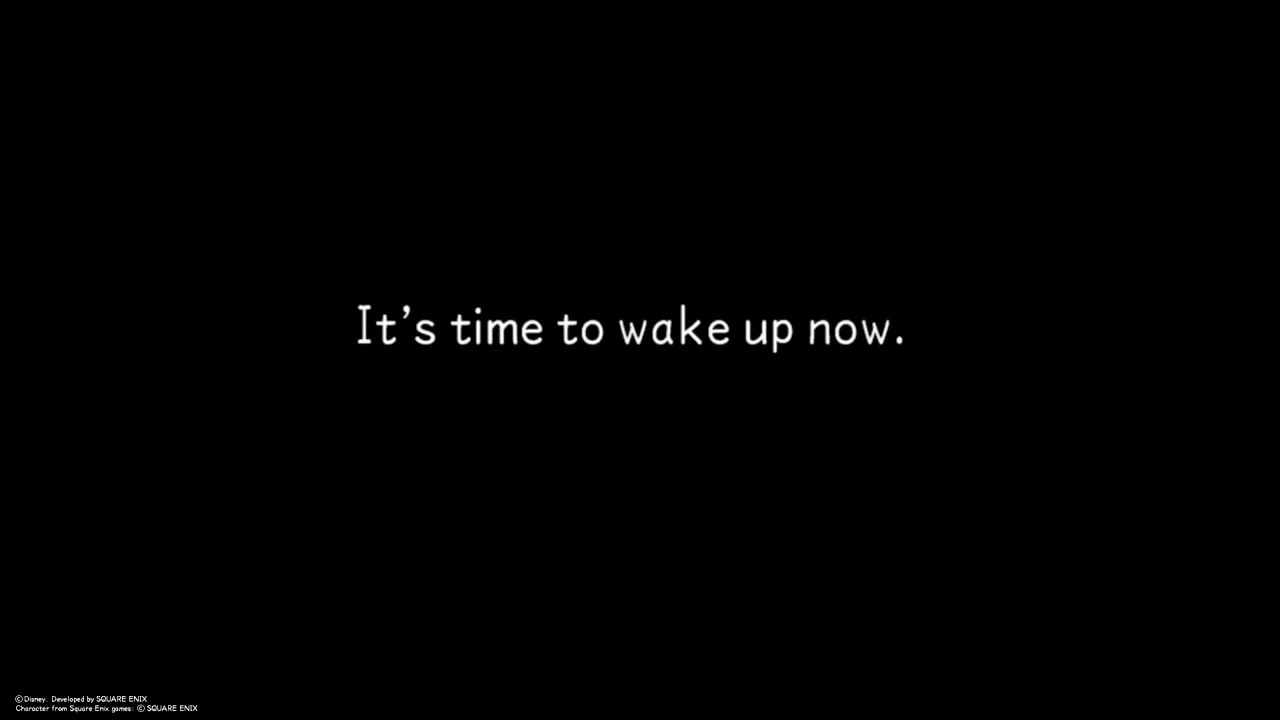 It’s time to wake up now.
©Disney. Developed by SQUARE ENIX
Character from Square Enix games: © SQUARE ENIX